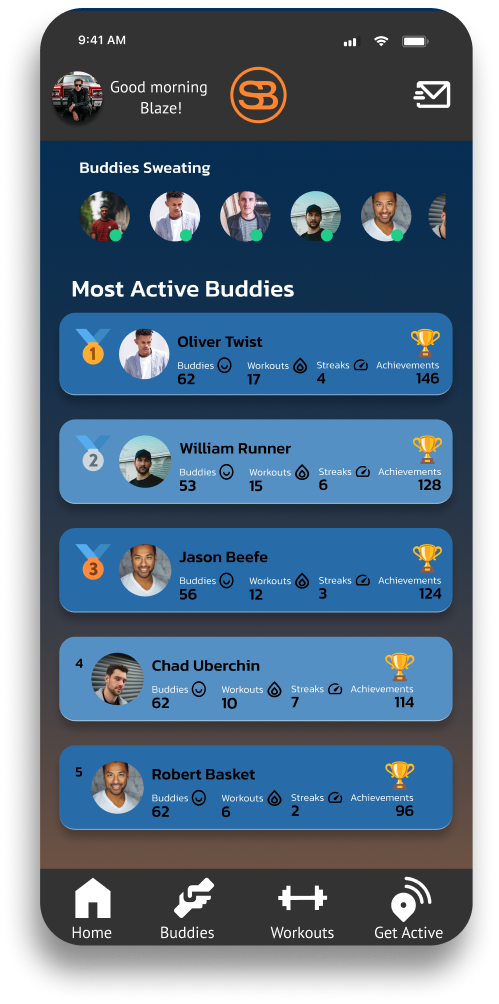 9:41 AM
Good morning
Blaze!
SB
Buddies Sweating
Most Active Buddies
1
Oliver Twist
Buddies Workouts Streaks Achievements
62 17 4 146
2
William Runner
Buddies Workouts Streaks Achievements
53 15 6 128
3
Jason Beefe
Buddies Workouts Streaks Achievements
56 12 3 124
4
Chad Uberchin
Buddies Workouts Streaks Achievements
62 10 7 114
5
Robert Basket
Buddies Workouts Streaks Achievements
62 6 2 96
Home Buddies Workouts Get Active